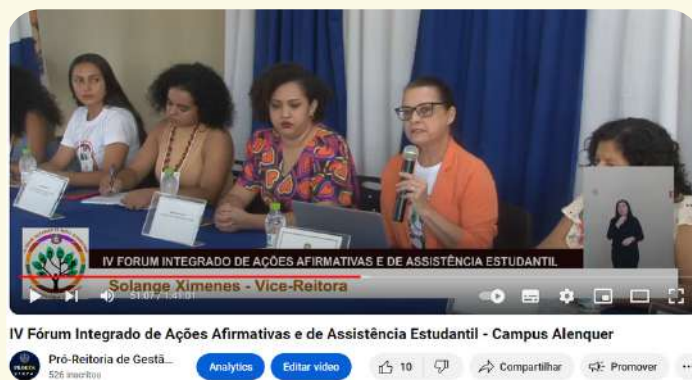 IV FORUM INTEGRADO DE AÇÕES AFIRMATIVAS E DE ASSISTÊNCIA ESTUDANTIL
Solange Ximenes - Vice-Reitora
51:07 / 1:41:01
IV Fórum Integrado de Ações Afirmativas e de Assistência Estudantil - Campus Alenquer
Pró-Reitoria de Gestã...
526 inscritos
Analytics
Editar vídeo
10
Compartilhar
Promover